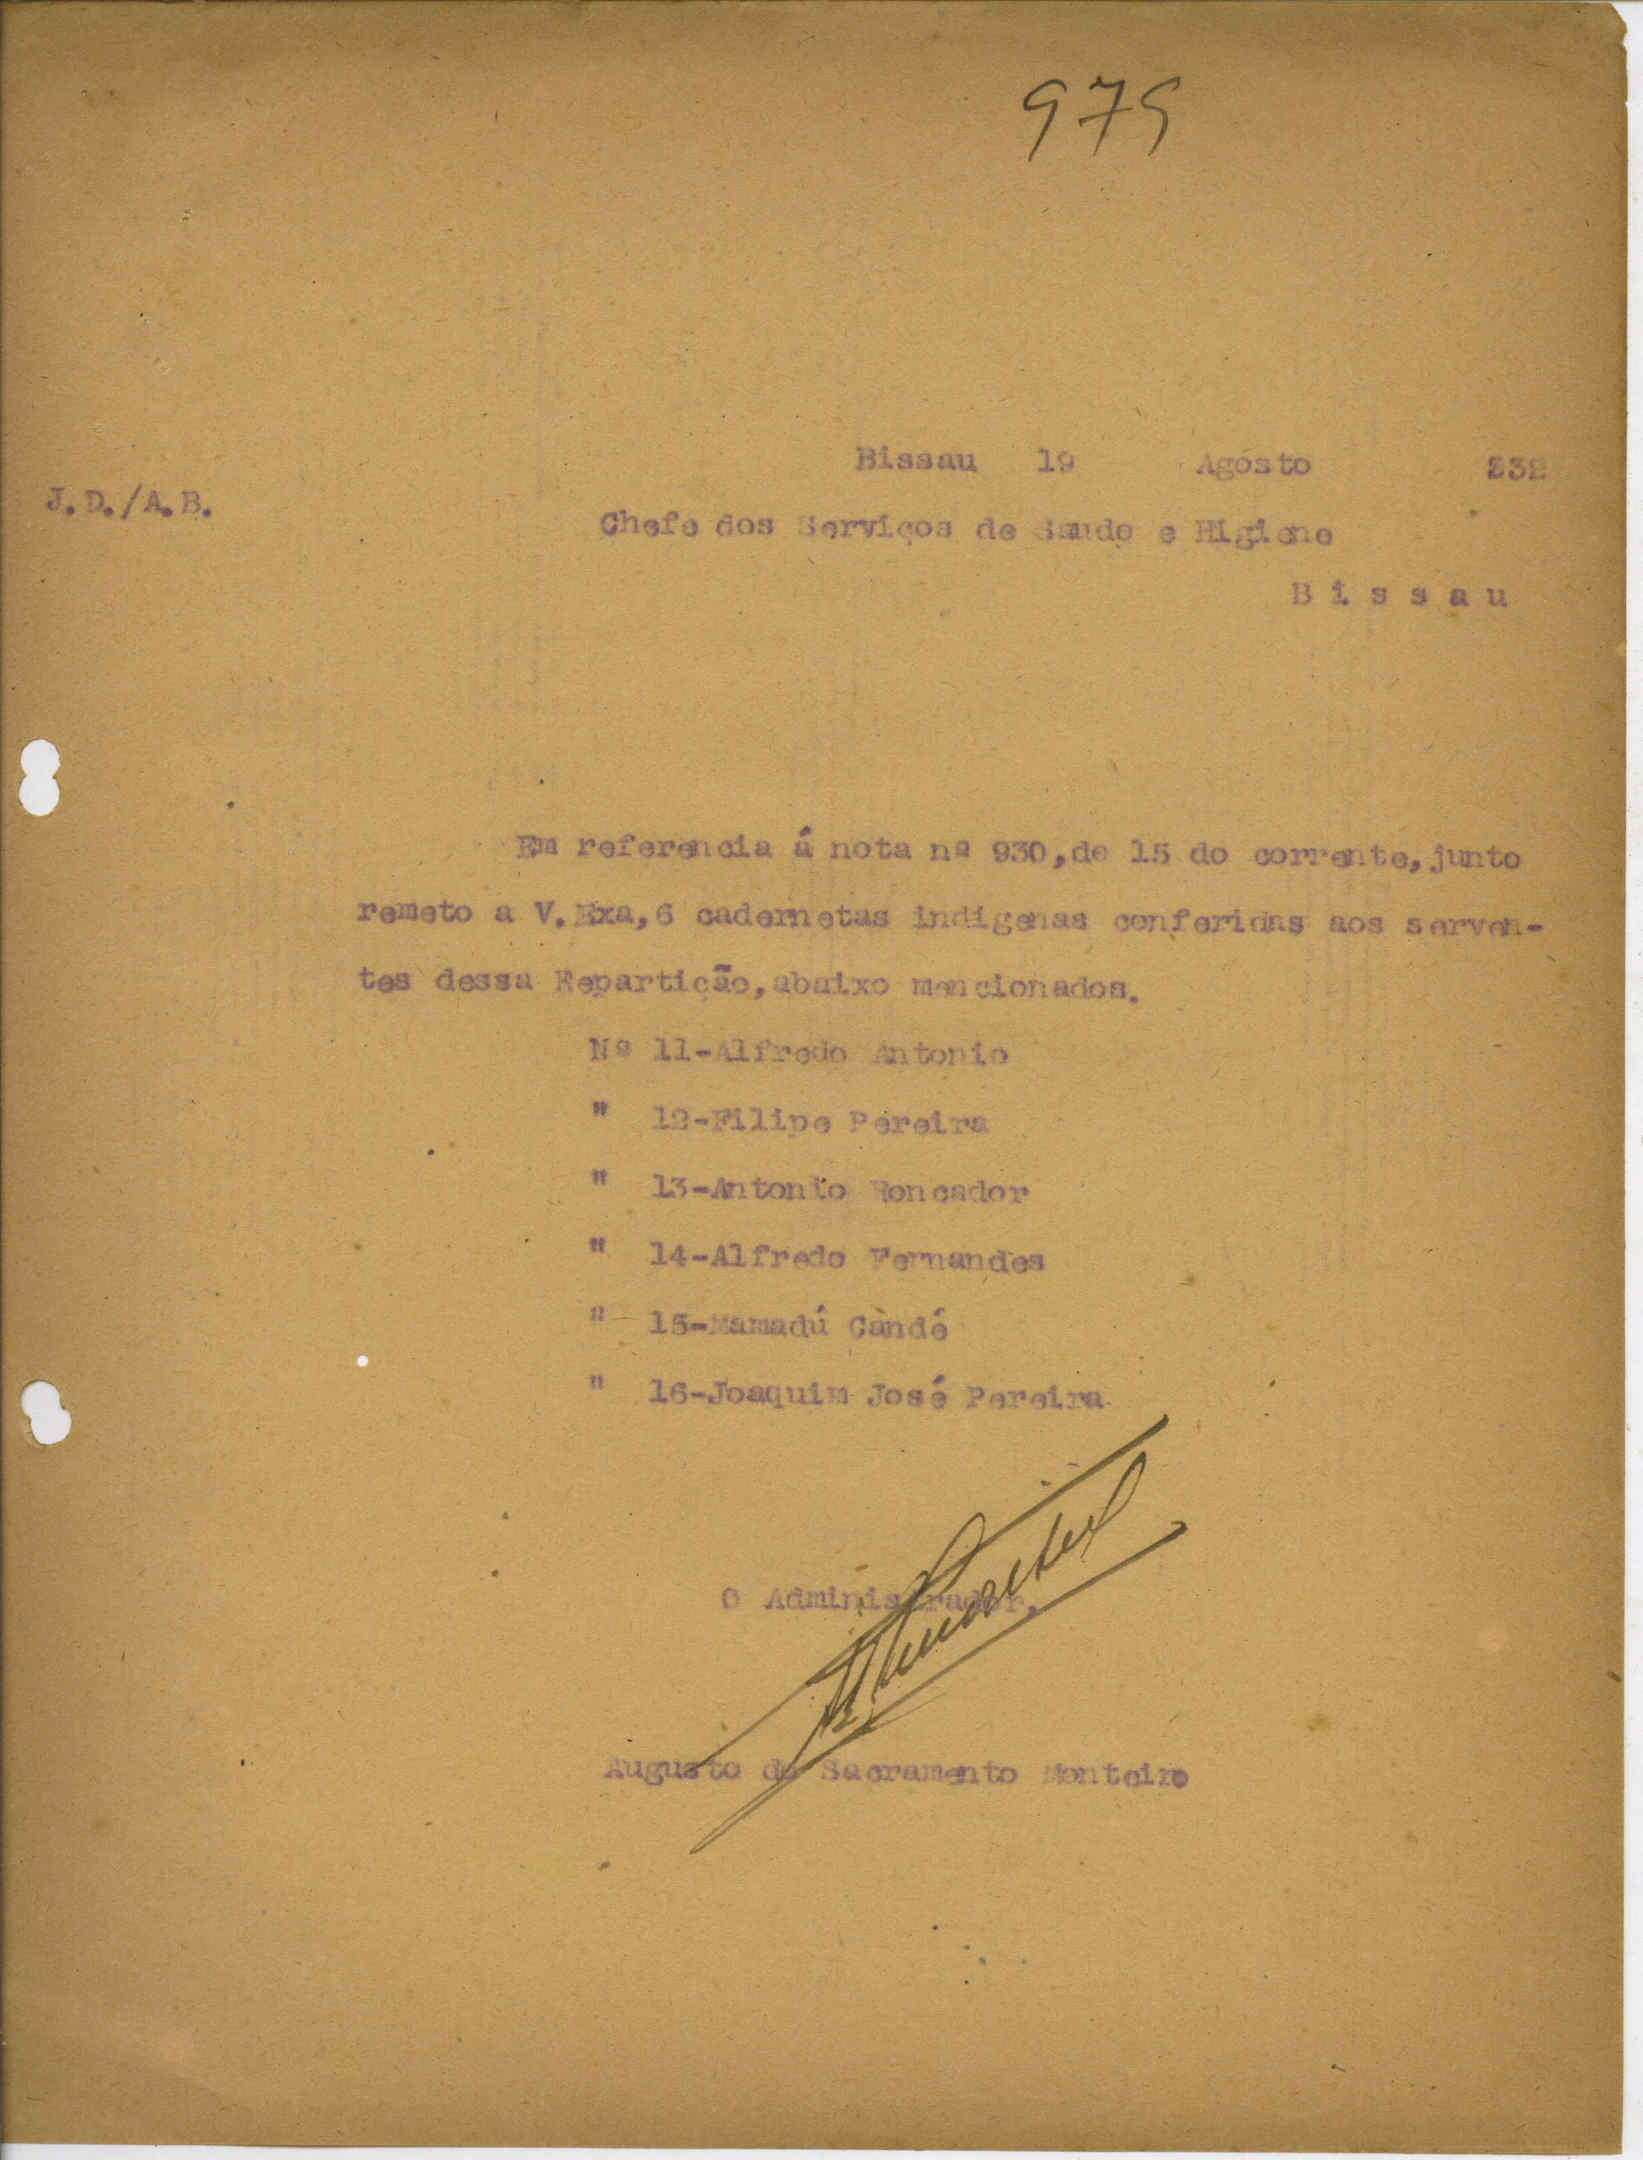 979
Bissau 19 Agosto 932
J.D./A.B.
Chefe dos Serviços de Saude e Higiene
Bissau
Em referencia á nota nº 930,de 15 do corrente,junto
remeto a V.Exa,6 cadernetas indigenas conferidas aos serven-
tes dessa Repartição,abaixo mencionados.
Nº 11-Alfredo Antonio
" 12-Filipe Pereira
" 13-Antonio Roncador
" 14-Alfredo Fernandes
" 15-Mamadú Càndé
" 16-Joaquim José Pereira
O Administrador,
Augusto do Sacramento Monteiro